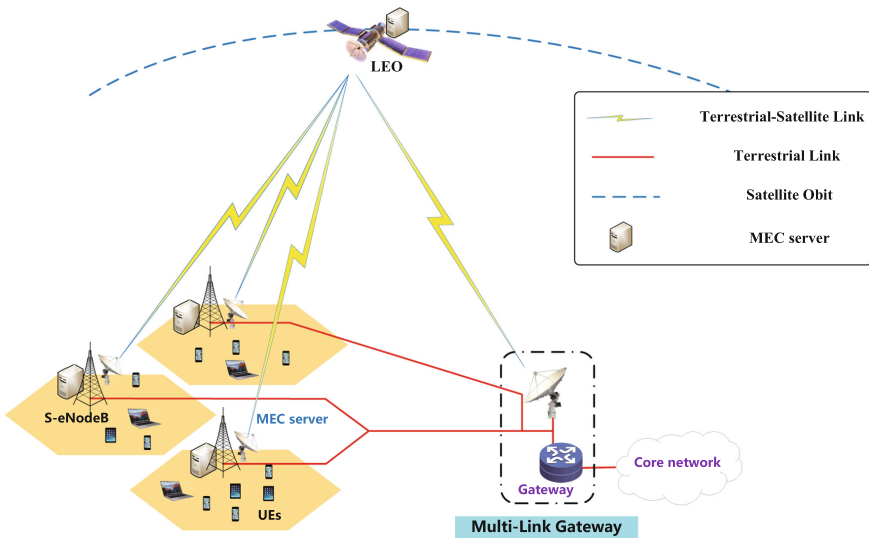 LEO
Terrestrial-Satellite Link
Terrestrial Link
Satellite Obit
MEC server
S-eNodeB
MEC server
UEs
Gateway
Core network
Multi-Link Gateway